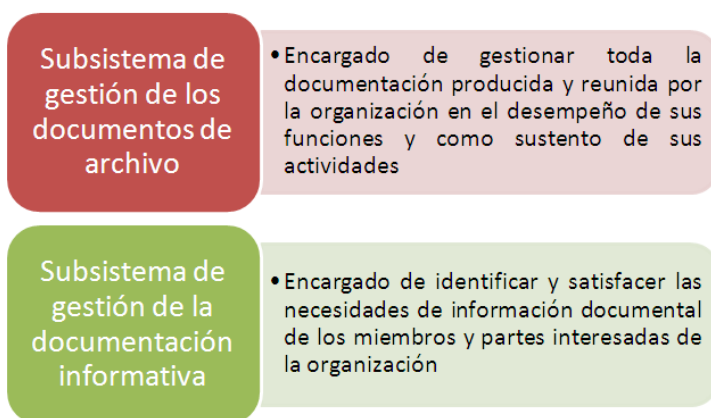 Subsistema de
gestión de los
documentos de
archivo
• Encargado de gestionar toda la
documentación producida y reunida por
la organización en el desempeño de sus
funciones y como sustento de sus
actividades
Subsistema de
gestión de la
documentación
informativa
• Encargado de identificar y satisfacer las
necesidades de información documental
de los miembros y partes interesadas de
la organización